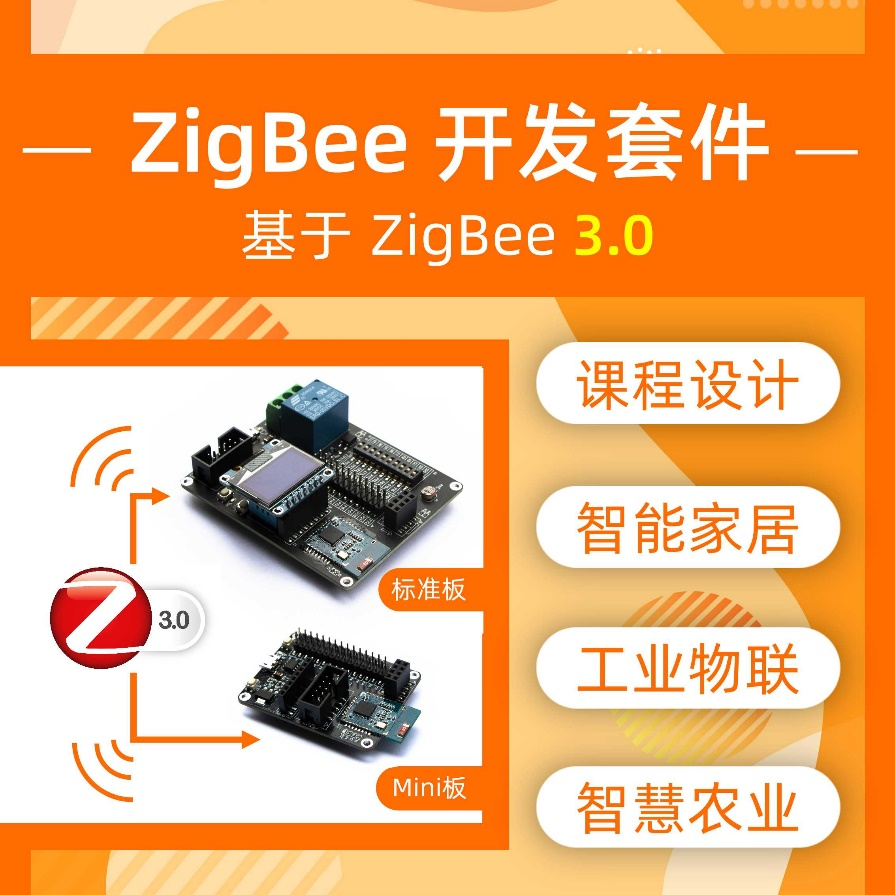 ZigBee 开发套件
基于 ZigBee 3.0
课程设计
智能家居
工业物联
智慧农业
标准板
Z 3.0
Mini板